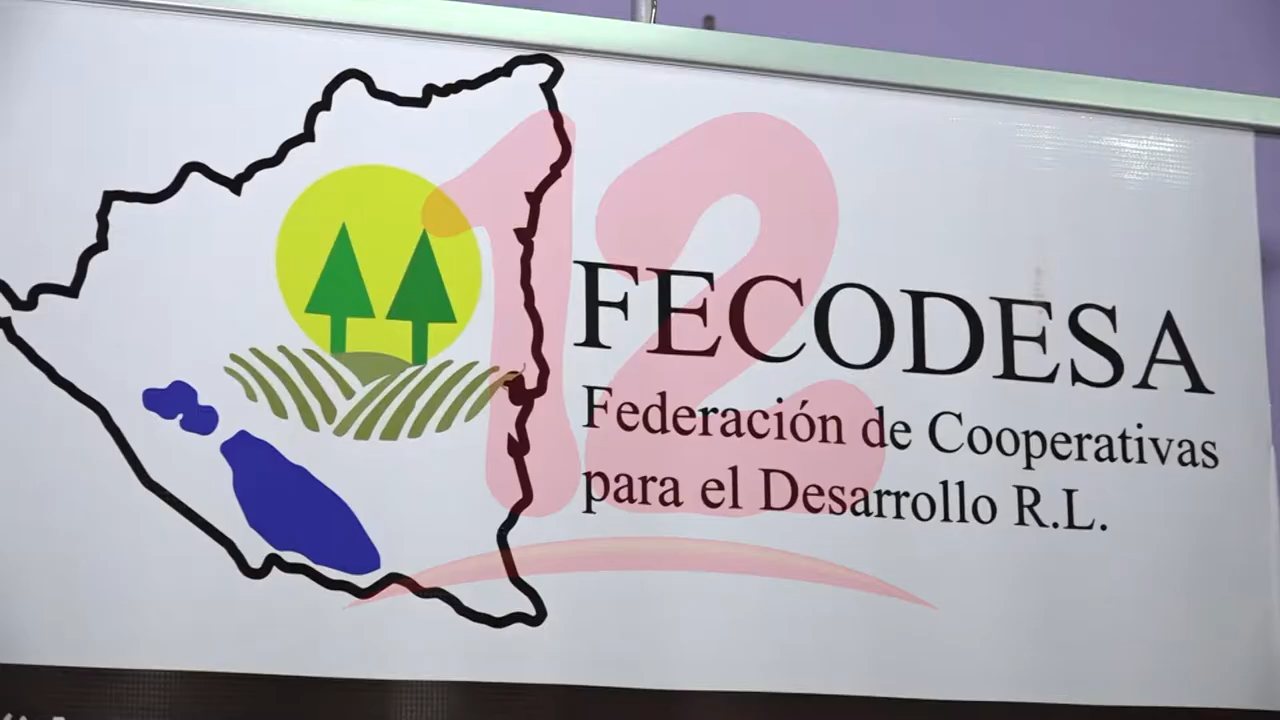 12
FECODESA
Federación de Cooperativas
para el Desarrollo R.L.